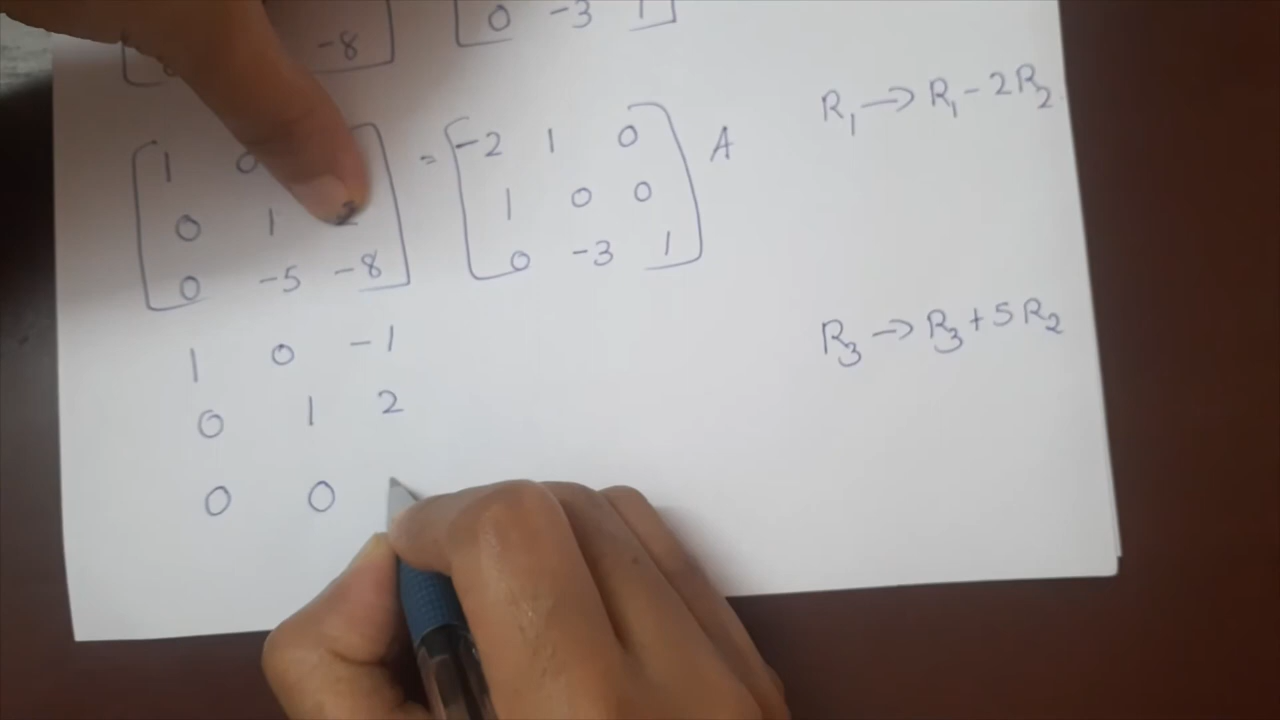 -8 0 -3 1
R₁ → R₁ - 2R₂
1 0 = -2 1 0 A
0 1 2 1 0 0
0 -5 -8 0 -3 1
1 0 -1 R₃ → R₃ + 5R₂
0 1 2
0 0